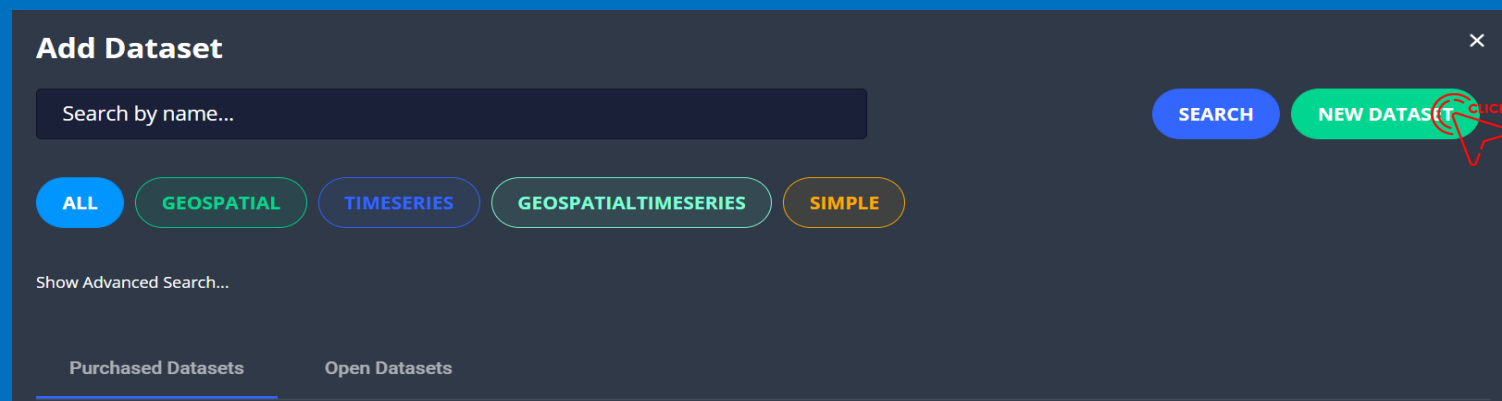 Add Dataset
×
Search by name...
SEARCH
NEW DATASET
CLICK
ALL
GEOSPATIAL
TIMESERIES
GEOSPATIALTIMESERIES
SIMPLE
Show Advanced Search...
Purchased Datasets
Open Datasets